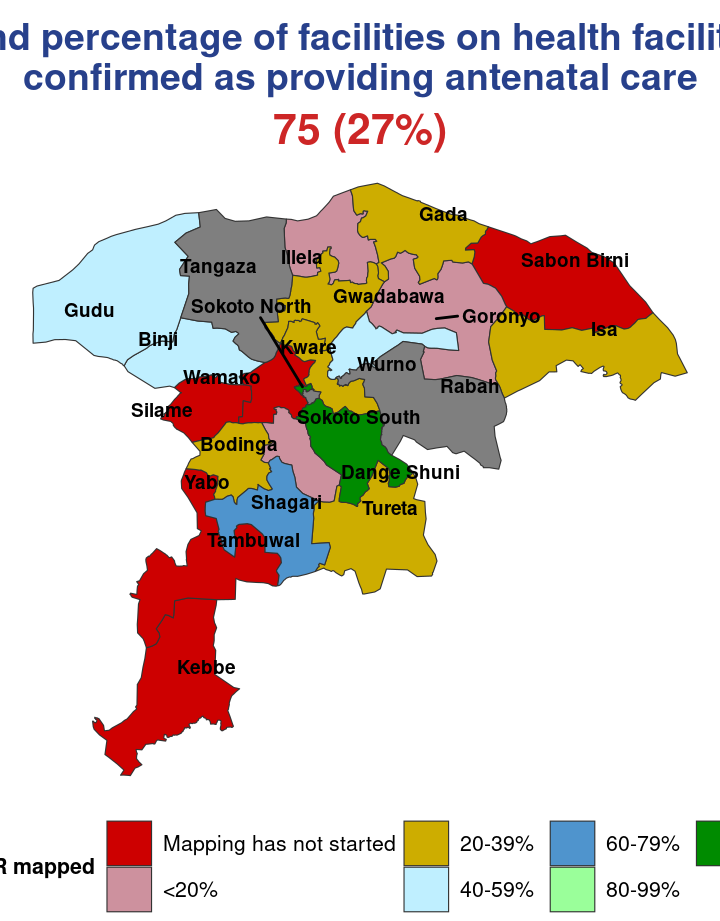 nd percentage of facilities on health facilit
confirmed as providing antenatal care
75 (27%)
Gada
Illela
Sabon Birni
Tangaza
Gwadabawa
Sokoto North
Gudu
Goronyo
Isa
Binji
Kware
Wurno
Wamako
Rabah
Silame
Sokoto South
Bodinga
Dange Shuni
Yabo
Shagari
Tureta
Tambuwal
Kebbe
R mapped
Mapping has not started
20-39%
60-79%
<20%
40-59%
80-99%